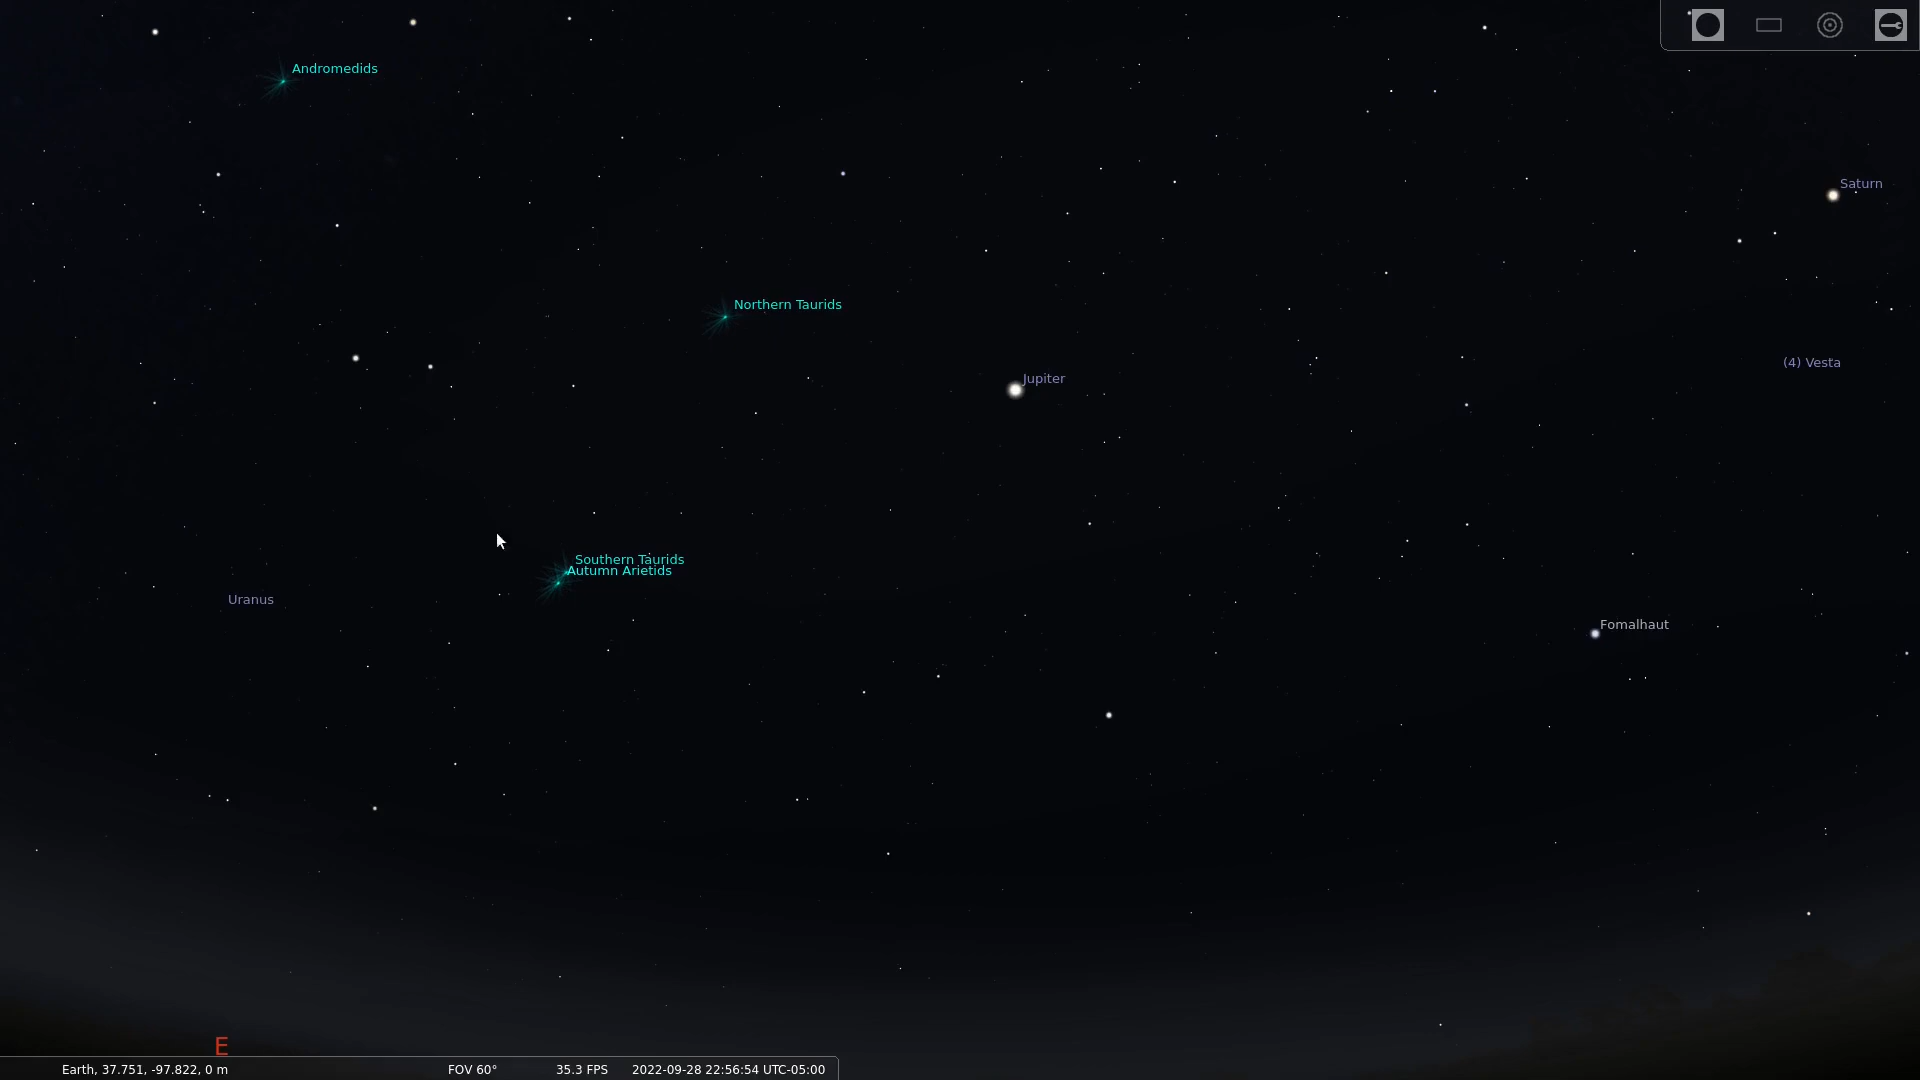 Andromedids
Saturn
Northern Taurids
(4) Vesta
Jupiter
Southern Taurids
Autumn Arietids
Uranus
Fomalhaut
E
Earth, 37.751, -97.822, 0 m FOV 60° 35.3 FPS 2022-09-28 22:56:54 UTC-05:00